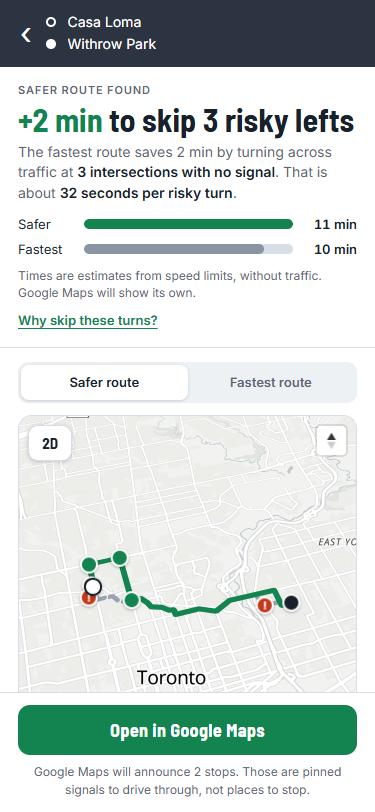 Casa Loma
Withrow Park
SAFER ROUTE FOUND
+2 min to skip 3 risky lefts
The fastest route saves 2 min by turning across
traffic at 3 intersections with no signal. That is
about 32 seconds per risky turn.
Safer 11 min
Fastest 10 min
Times are estimates from speed limits, without traffic.
Google Maps will show its own.
Why skip these turns?
Safer route Fastest route
2D
EAST YO
Toronto
Open in Google Maps
Google Maps will announce 2 stops. Those are pinned
signals to drive through, not places to stop.